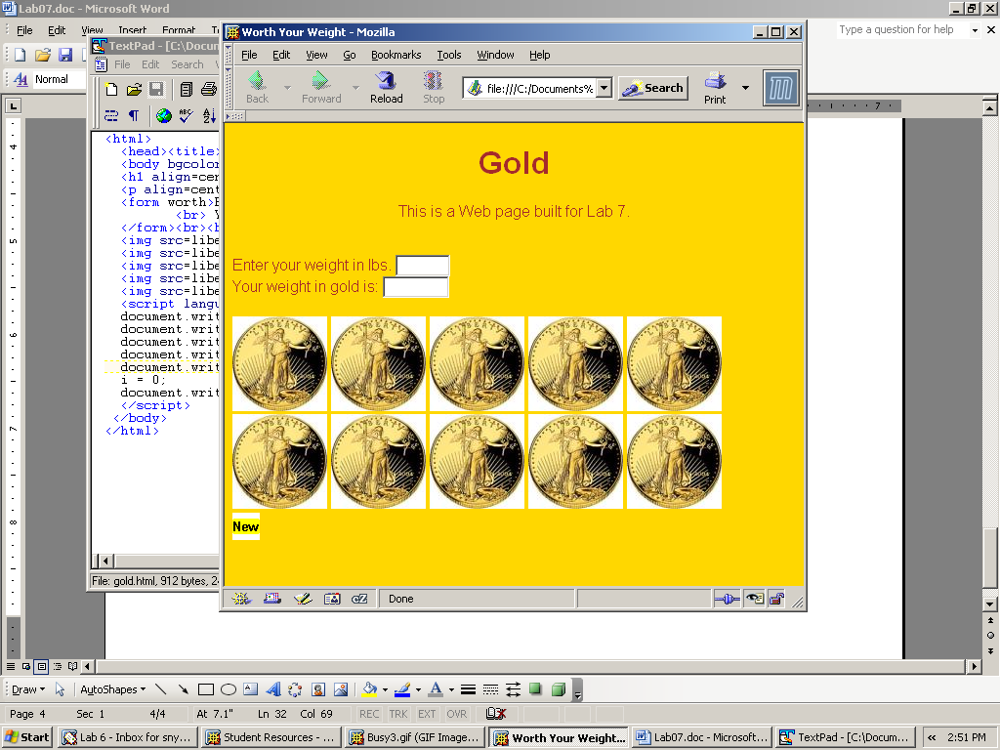 Lab07.doc - Microsoft Word
File Edit View Insert Format
Type a question for help
Normal
TextPad - [C:\Docum
File Edit Search
Worth Your Weight - Mozilla
File Edit View Go Bookmarks Tools Window Help
Back Forward Reload Stop file:///C:/Documents% Search Print
Gold
This is a Web page built for Lab 7.
Enter your weight in lbs.
Your weight in gold is:
New
Done
<html>
<head><title>
<body bgcolor
<h1 align=cen
<p align=cent
<form worth>E
<br> Y
</form><br><b
<img src=libe
<img src=libe
<img src=libe
<img src=libe
<img src=libe
<script langu
document.writ
document.writ
document.writ
document.writ
document.writ
i = 0;
document.writ
</script>
</body>
</html>
File: gold.html, 912 bytes, 2
Draw AutoShapes
Page 4 Sec 1 4/4 At 7.1" Ln 32 Col 69 REC TRK EXT OVR
Start Lab 6 - Inbox for sny... Student Resources - ... Busy3.gif (GIF Image... Worth Your Weight... Lab07.doc - Microsoft... TextPad - [C:\Docum... « 2:51 PM